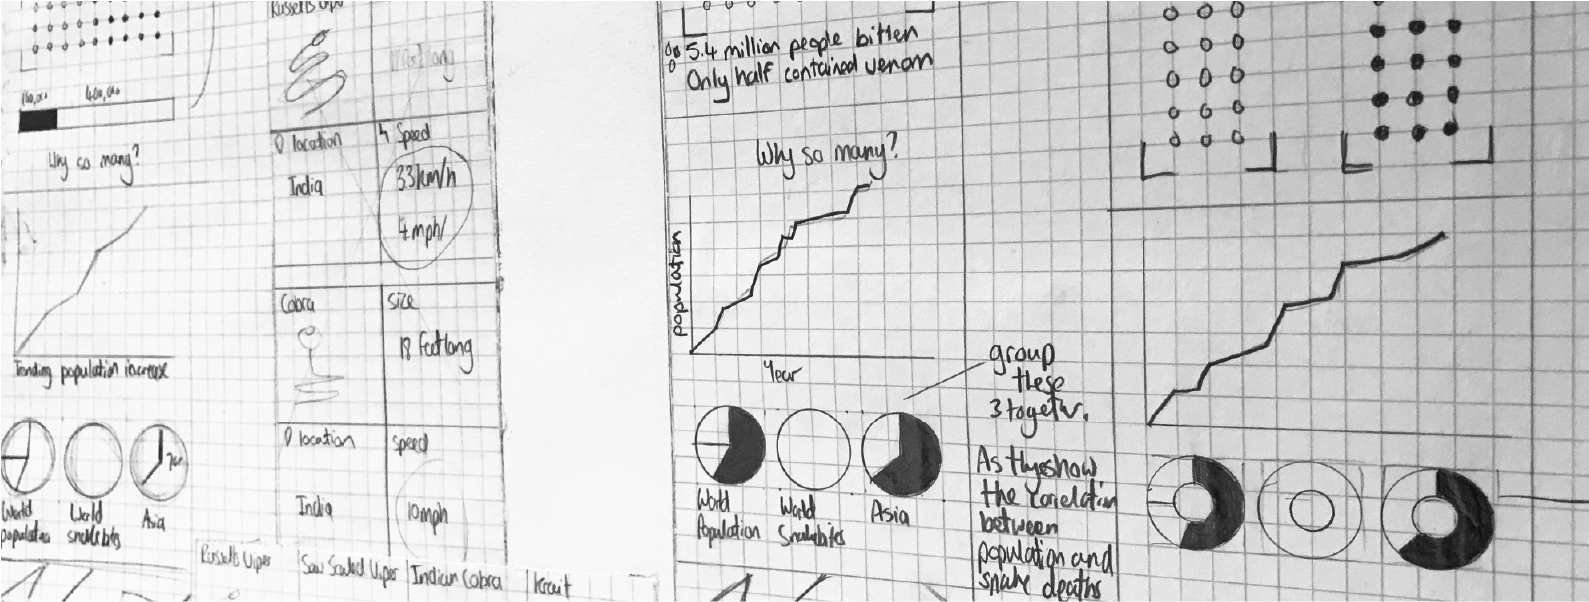 Russells Viper
100,000 400,000
Why so many?
location
Speed
India
33km/h
4mph/
Cobra
size
18 feet long
Tending population increase
location
speed
India
10mph
World
population
World
snakebites
Asia
Russells Viper
Saw Scaled Viper
Indian Cobra
Krait
5.4 million people bitten
Only half contained venom
Why so many?
population
Year
group
these
3 together.
World
Population
World
Snakebites
Asia
As they show
the correlation
between
population and
snake deaths